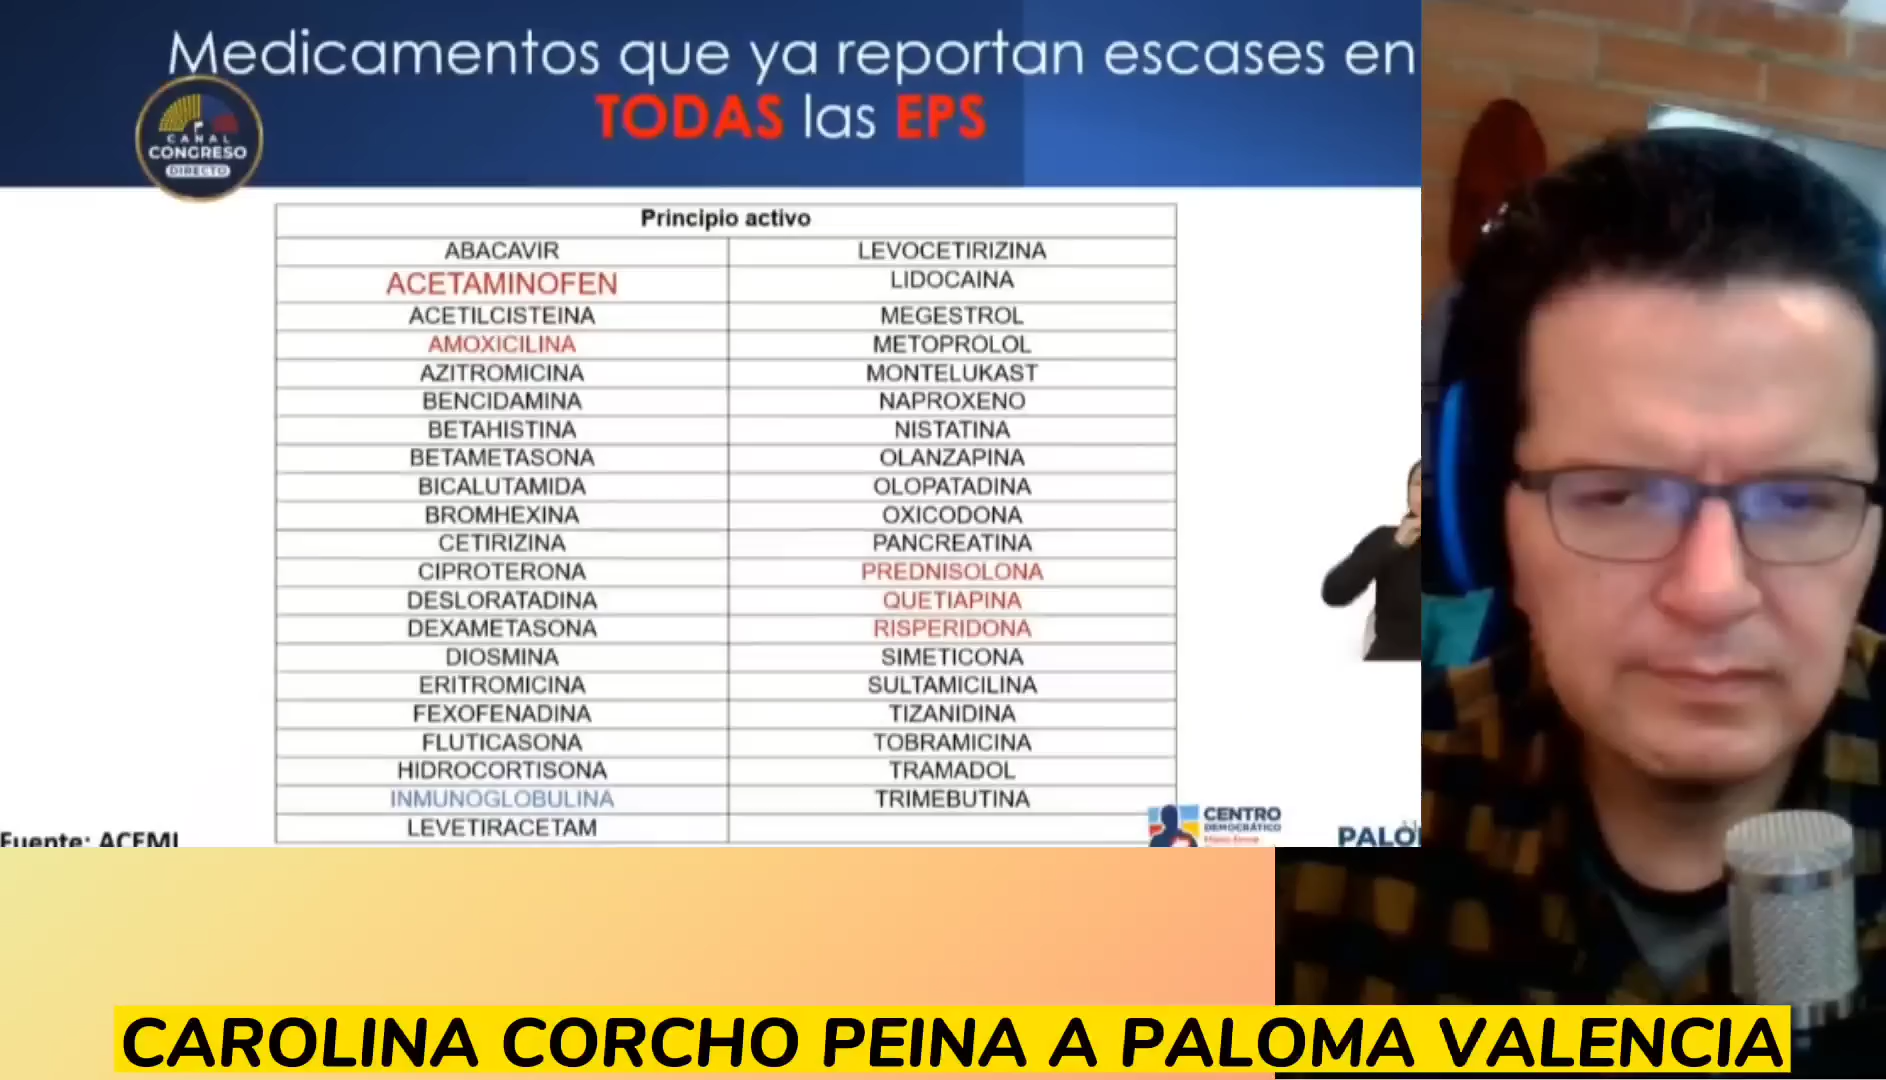 Medicamentos que ya reportan escases en
TODAS las EPS
CANAL
CONGRESO
DIRECTO
Principio activo
ABACAVIR LEVOCETIRIZINA
ACETAMINOFEN LIDOCAINA
ACETILCISTEINA MEGESTROL
AMOXICILINA METOPROLOL
AZITROMICINA MONTELUKAST
BENCIDAMINA NAPROXENO
BETAHISTINA NISTATINA
BETAMETASONA OLANZAPINA
BICALUTAMIDA OLOPATADINA
BROMHEXINA OXICODONA
CETIRIZINA PANCREATINA
CIPROTERONA PREDNISOLONA
DESLORATADINA QUETIAPINA
DEXAMETASONA RISPERIDONA
DIOSMINA SIMETICONA
ERITROMICINA SULTAMICILINA
FEXOFENADINA TIZANIDINA
FLUTICASONA TOBRAMICINA
HIDROCORTISONA TRAMADOL
INMUNOGLOBULINA TRIMEBUTINA
LEVETIRACETAM
Fuente: ACEMI
CENTRO
DEMOCRÁTICO
PALO
CAROLINA CORCHO PEINA A PALOMA VALENCIA